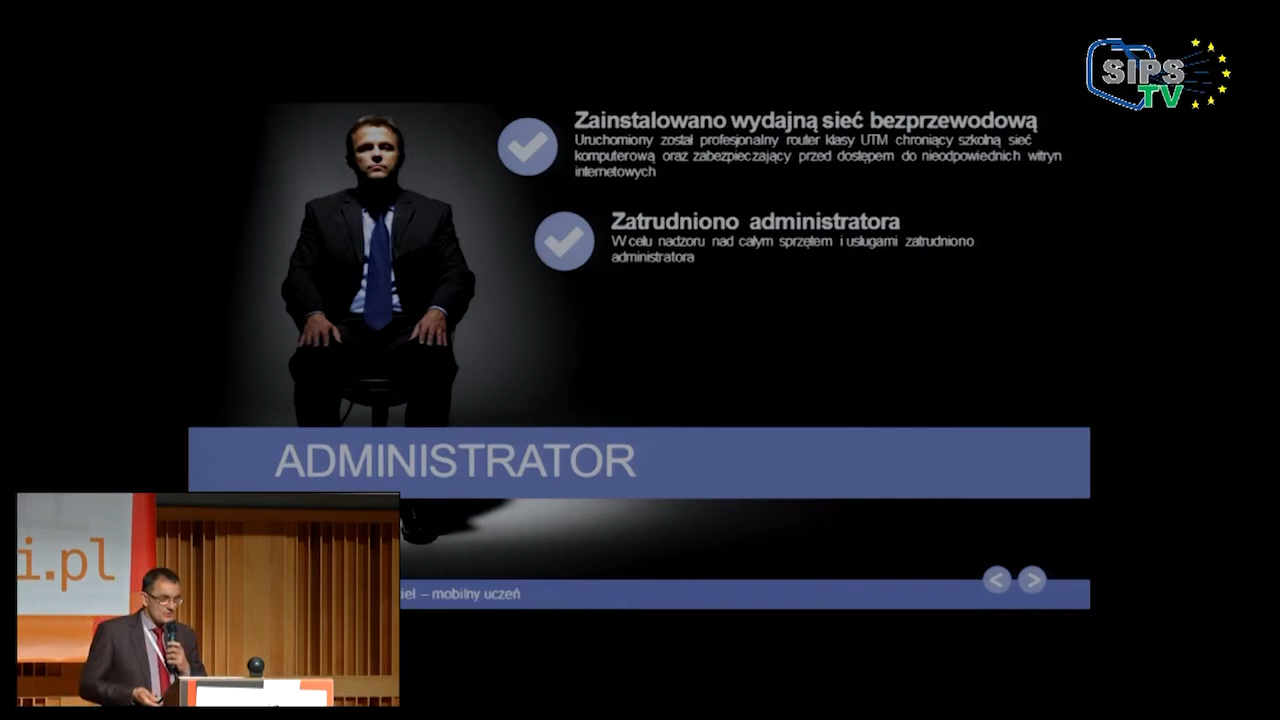 SIPS
TV
Zainstalowano wydajną sieć bezprzewodową
Uruchomiony został profesjonalny router klasy UTM chroniący szkolną sieć
komputerową oraz zabezpieczający przed dostępem do nieodpowiednich witryn
internetowych
Zatrudniono administratora
W celu nadzoru nad całym sprzętem i usługami zatrudniono
administratora
ADMINISTRATOR
i.pl
– mobilny uczeń